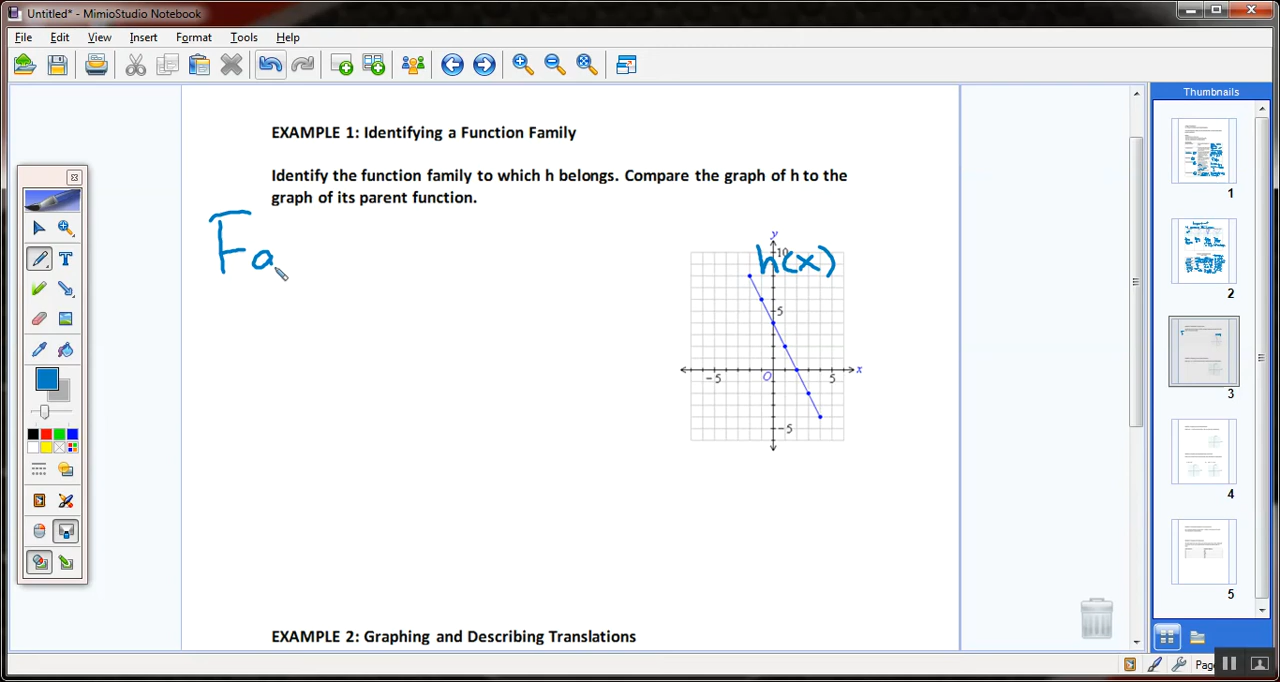 Untitled* - MimioStudio Notebook
File Edit View Insert Format Tools Help
Thumbnails
EXAMPLE 1: Identifying a Function Family
Identify the function family to which h belongs. Compare the graph of h to the
graph of its parent function.
Fa
h(x)
y
10
5
-5
O
5
x
-5
EXAMPLE 2: Graphing and Describing Translations
1
2
3
4
5
Page